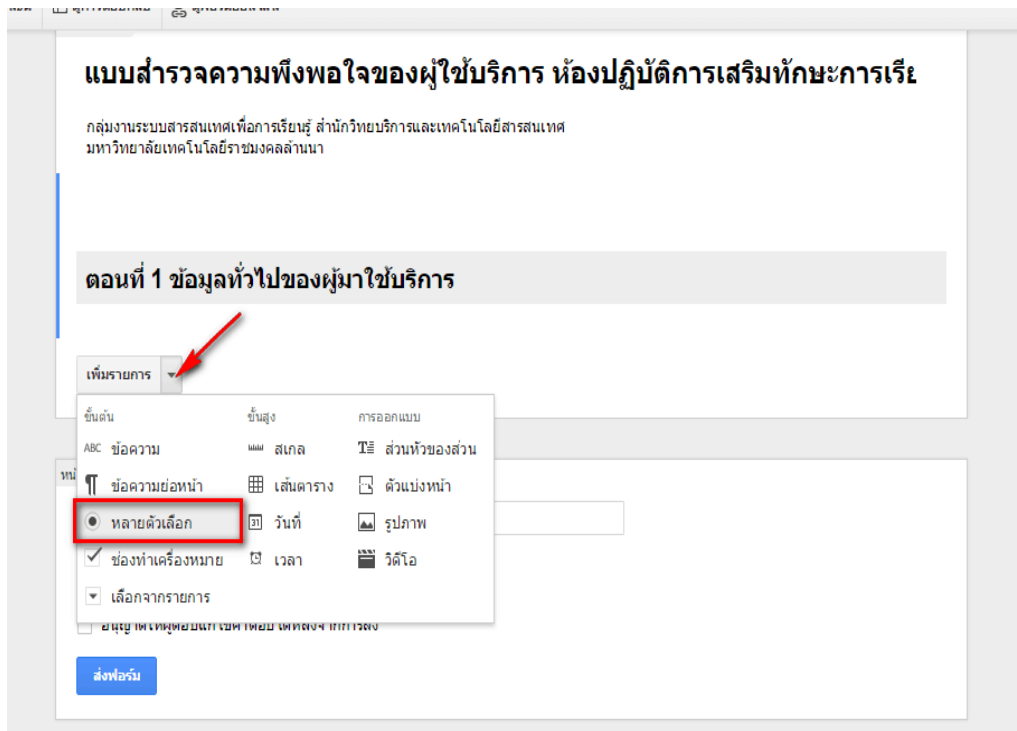 แบบสำรวจความพึงพอใจของผู้ใช้บริการ ห้องปฏิบัติการเสริมทักษะการเรีย
กลุ่มงานระบบสารสนเทศเพื่อการเรียนรู้ สำนักวิทยบริการและเทคโนโลยีสารสนเทศ
มหาวิทยาลัยเทคโนโลยีราชมงคลล้านนา
ตอนที่ 1 ข้อมูลทั่วไปของผู้มาใช้บริการ
เพิ่มรายการ
ขั้นต้น ขั้นสูง การออกแบบ
ABC ข้อความ สเกล T ส่วนหัวของส่วน
¶ ข้อความย่อหน้า เส้นตาราง ตัวแบ่งหน้า
หลายตัวเลือก 31 วันที่ รูปภาพ
ช่องทำเครื่องหมาย เวลา วิดีโอ
เลือกจากรายการ
ส่งฟอร์ม